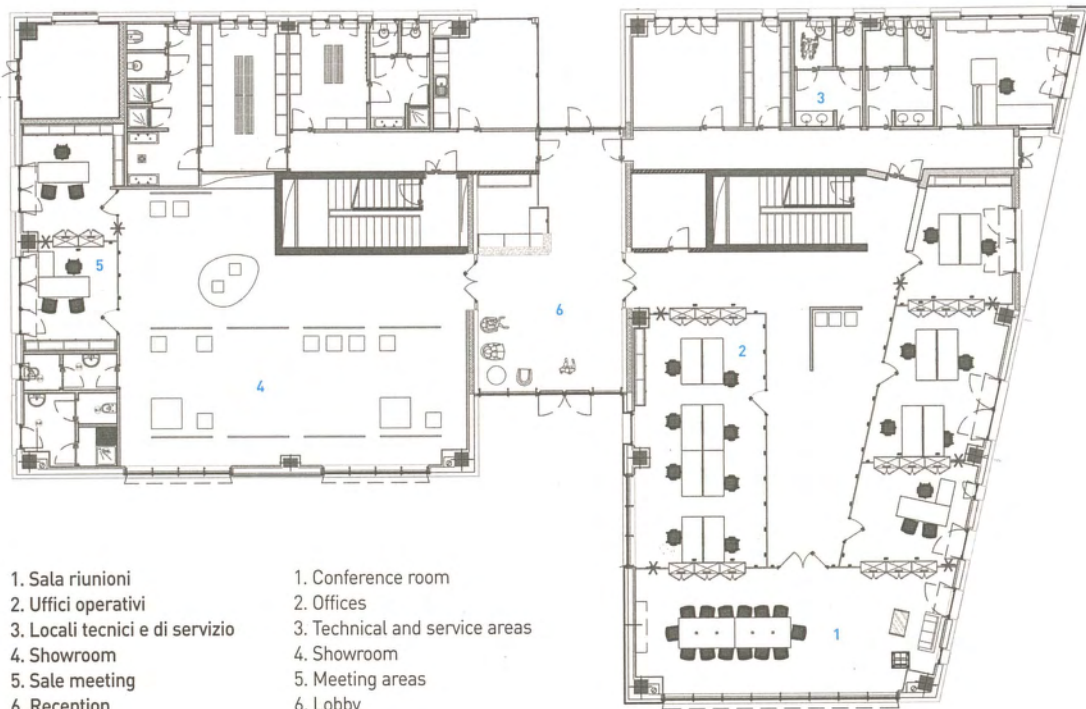 3
5
6
2
4
1
1. Sala riunioni
2. Uffici operativi
3. Locali tecnici e di servizio
4. Showroom
5. Sale meeting
6. Reception
1. Conference room
2. Offices
3. Technical and service areas
4. Showroom
5. Meeting areas
6. Lobby